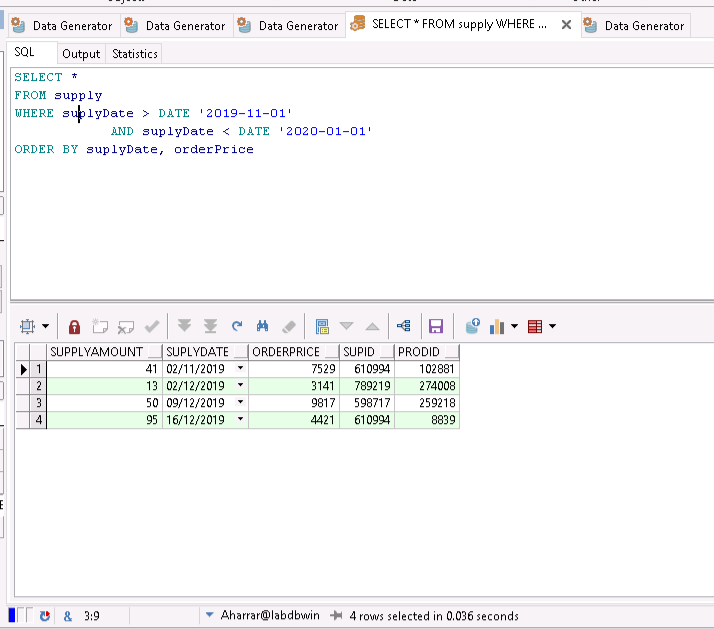 Data Generator Data Generator Data Generator SELECT * FROM supply WHERE ... Data Generator
SQL Output Statistics
SELECT *
FROM supply
WHERE suplyDate > DATE '2019-11-01'
AND suplyDate < DATE '2020-01-01'
ORDER BY suplyDate, orderPrice
SUPPLYAMOUNT SUPLYDATE ORDERPRICE SUPID PRODID
1 41 02/11/2019 7529 610994 102881
2 13 02/12/2019 3141 789219 274008
3 50 09/12/2019 9817 598717 259218
4 95 16/12/2019 4421 610994 8839
& 3:9 Aharrar@labdbwin 4 rows selected in 0.036 seconds